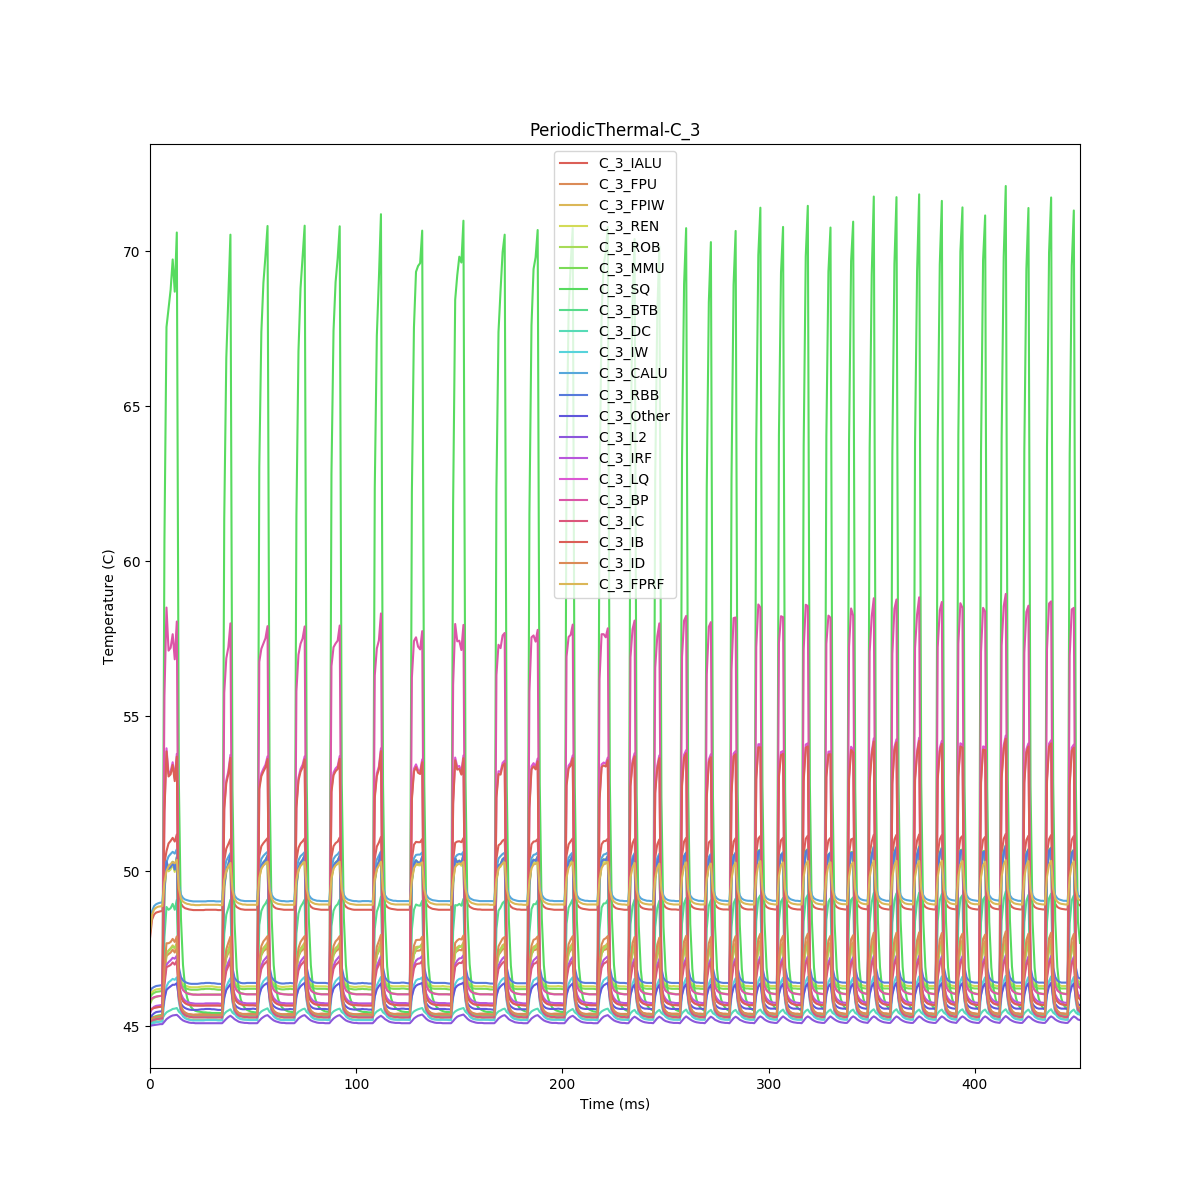 PeriodicThermal-C_3
C_3_IALU
C_3_FPU
C_3_FPIW
C_3_REN
C_3_ROB
C_3_MMU
C_3_SQ
C_3_BTB
C_3_DC
C_3_IW
C_3_CALU
C_3_RBB
C_3_Other
C_3_L2
C_3_IRF
C_3_LQ
C_3_BP
C_3_IC
C_3_IB
C_3_ID
C_3_FPRF
Temperature (C)
70
65
60
55
50
45
0 100 200 300 400
Time (ms)